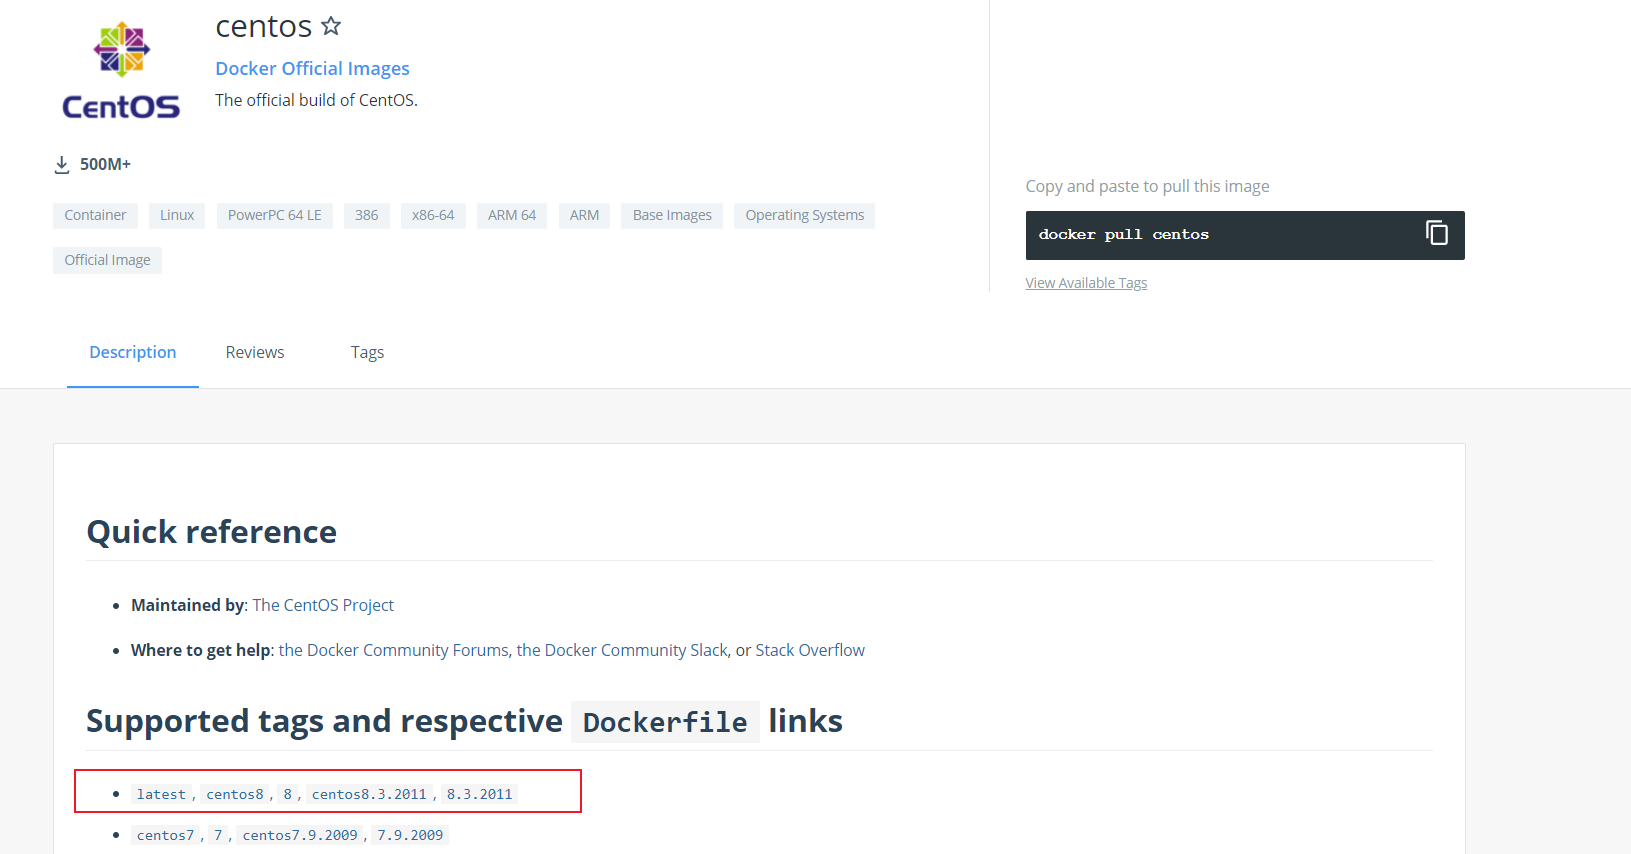 centos
Docker Official Images
CentOS
The official build of CentOS.
500M+
Container Linux PowerPC 64 LE 386 x86-64 ARM 64 ARM Base Images Operating Systems
Official Image
Copy and paste to pull this image
docker pull centos
View Available Tags
Description Reviews Tags
Quick reference
• Maintained by: The CentOS Project
• Where to get help: the Docker Community Forums, the Docker Community Slack, or Stack Overflow
Supported tags and respective Dockerfile links
• latest, centos8, 8, centos8.3.2011, 8.3.2011
• centos7, 7, centos7.9.2009, 7.9.2009